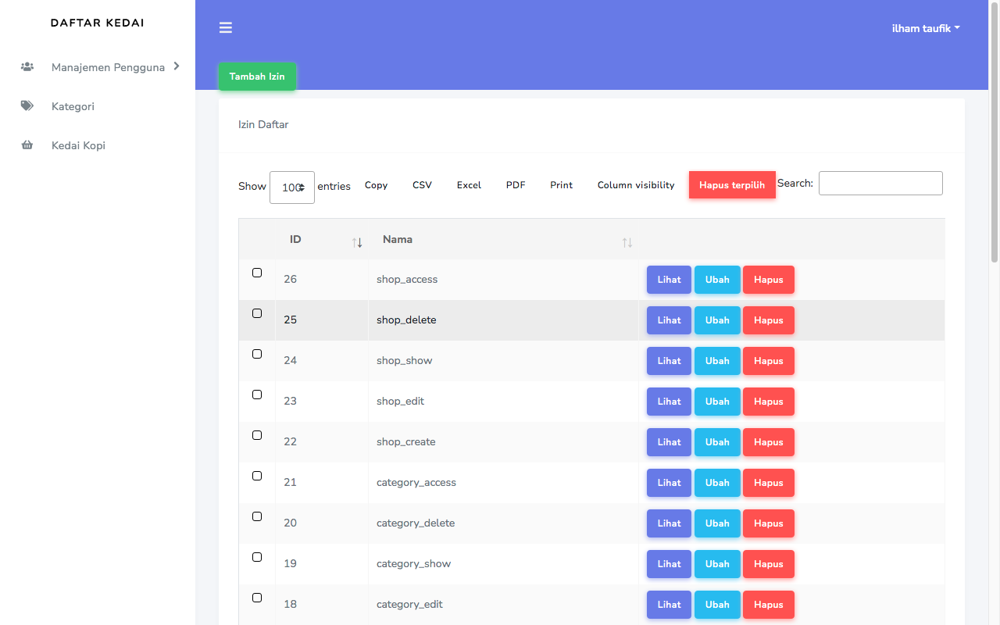 DAFTAR KEDAI
Manajemen Pengguna
Kategori
Kedai Kopi
ilham taufik
Tambah Izin
Izin Daftar
Show 100 entries Copy CSV Excel PDF Print Column visibility Hapus terpilih Search:
ID Nama
26 shop_access Lihat Ubah Hapus
25 shop_delete Lihat Ubah Hapus
24 shop_show Lihat Ubah Hapus
23 shop_edit Lihat Ubah Hapus
22 shop_create Lihat Ubah Hapus
21 category_access Lihat Ubah Hapus
20 category_delete Lihat Ubah Hapus
19 category_show Lihat Ubah Hapus
18 category_edit Lihat Ubah Hapus